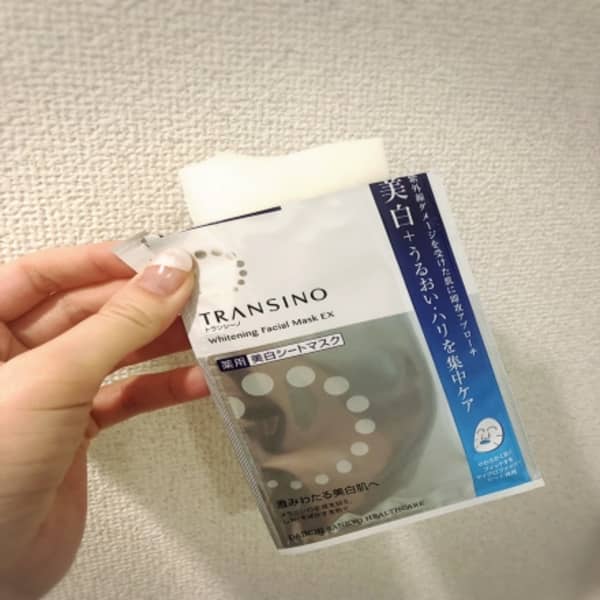 TRANSINO
トランシーノ
Whitening Facial Mask EX
薬用 美白シートマスク
澄みわたる美白肌へ
DAIICHI SANKYO HEALTHCARE
紫外線ダメージを受けた肌に即攻アプローチ
美白+うるおい・ハリを集中ケア